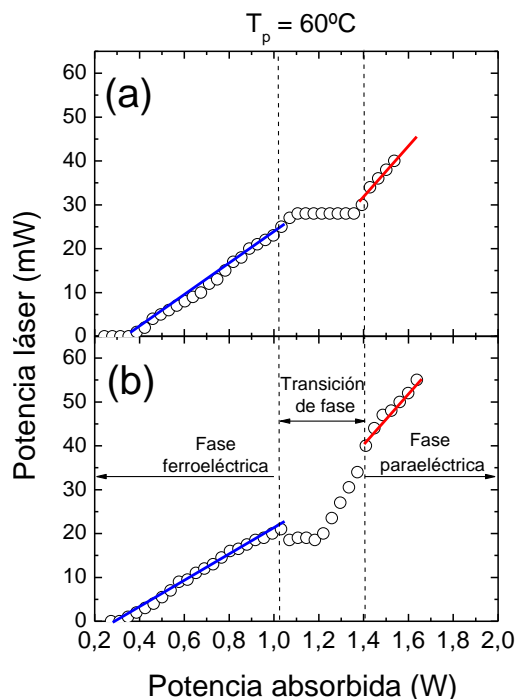 T_p = 60ºC
Potencia láser (mW)
60
50
40
30
20
10
0
(a)
60
50
40
30
20
10
0
(b)
Transición
de fase
Fase
ferroeléctrica
Fase
paraeléctrica
0,2 0,4 0,6 0,8 1,0 1,2 1,4 1,6 1,8 2,0
Potencia absorbida (W)